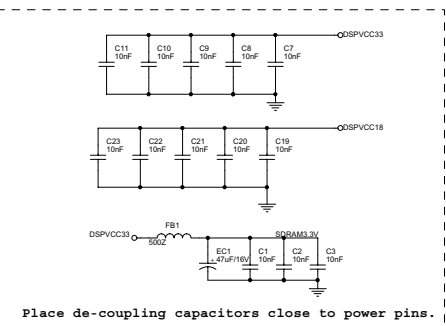 DSPVCC33
C11 C10 C9 C8 C7
10nF 10nF 10nF 10nF 10nF
DSPVCC18
C23 C22 C21 C20 C19
10nF 10nF 10nF 10nF 10nF
DSPVCC33 FB1 SDRAM3.3V
500Z
EC1 C1 C2 C3
+ 47uF/16V 10nF 10nF 10nF
Place de-coupling capacitors close to power pins.